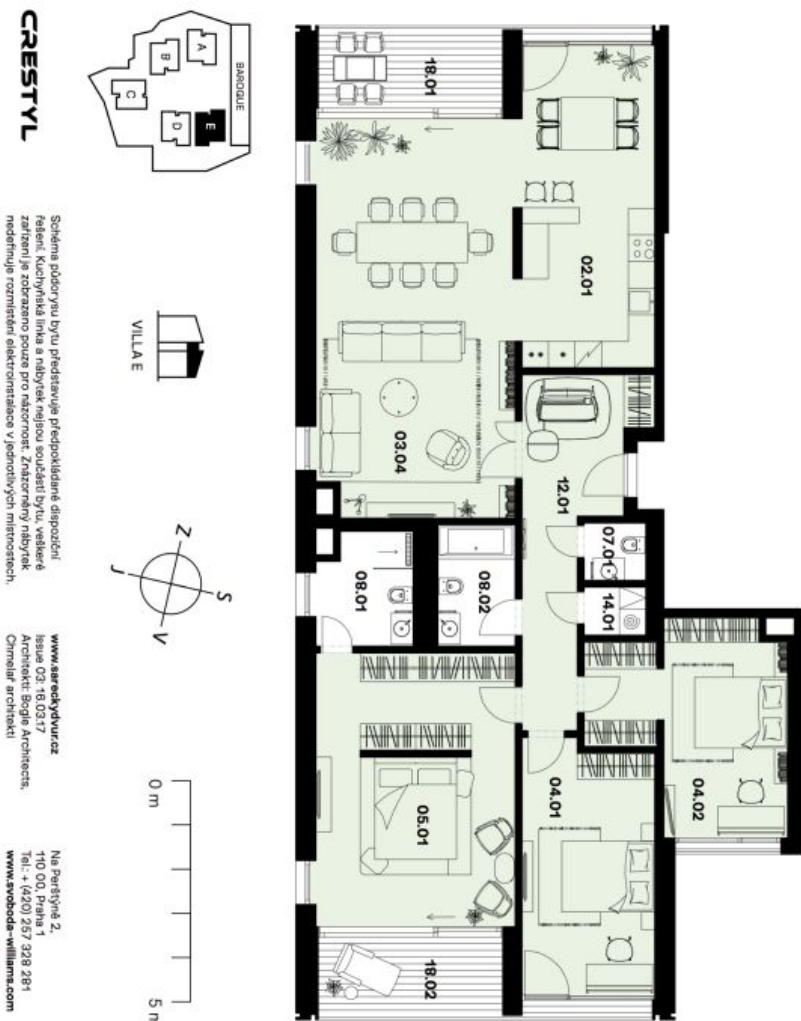 CRESTYL
BAROQUE
A
B
C
D
E
VILLA E
Schéma půdorysu bytu představuje předpokládané dispoziční
řešení. Kuchyňská linka a nábytek nejsou součástí bytu, veškeré
zařízení je zobrazeno pouze pro názornost. Znázorněný nábytek
nedefinuje rozmístění elektroinstalace v jednotlivých místnostech.
Z
S
J
V
www.sareckydvur.cz
Issue 03: 16.03.17
Architekti: Bogle Architects,
Chmelař architekti
0 m
5 m
Na Perštýně 2,
110 00, Praha 1
Tel.: + (420) 257 328 281
www.svoboda-williams.com
18.01
02.01
03.04
12.01
07.01
14.01
08.01
08.02
04.02
04.01
05.01
18.02